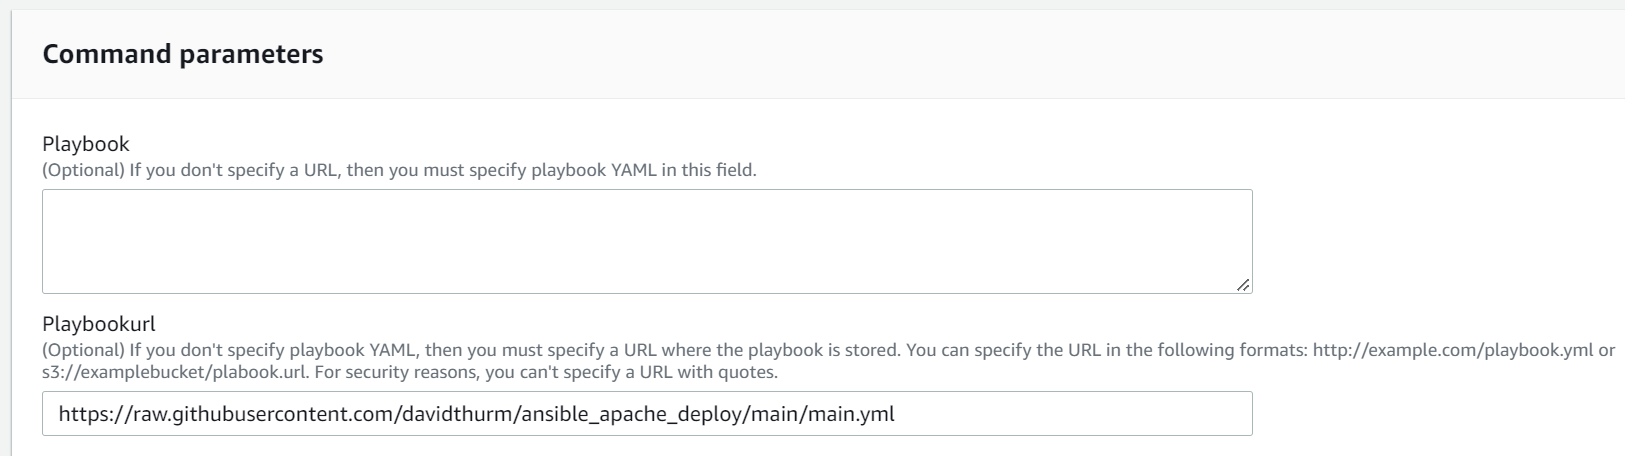 Command parameters
Playbook
(Optional) If you don't specify a URL, then you must specify playbook YAML in this field.
Playbookurl
(Optional) If you don't specify playbook YAML, then you must specify a URL where the playbook is stored. You can specify the URL in the following formats: http://example.com/playbook.yml or
s3://examplebucket/plabook.url. For security reasons, you can't specify a URL with quotes.
https://raw.githubusercontent.com/davidthurm/ansible_apache_deploy/main/main.yml